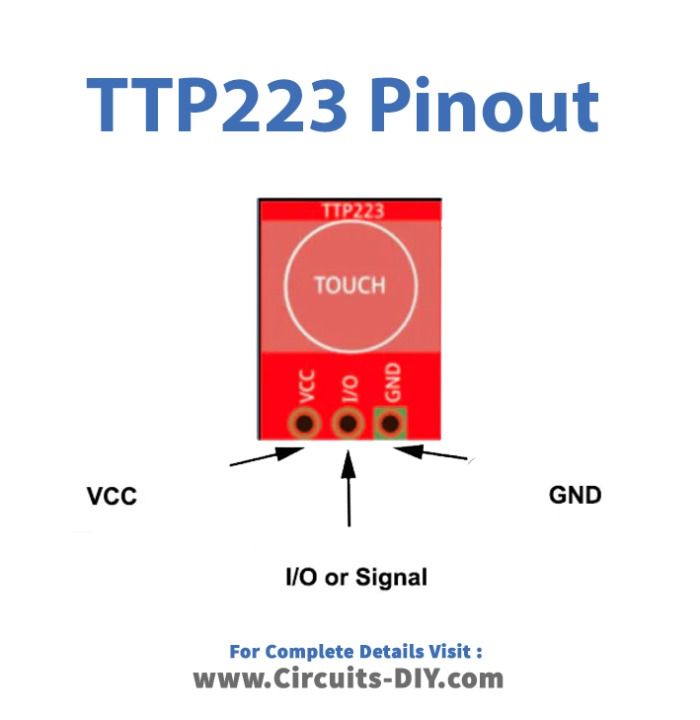 TTP223 Pinout
TTP223
TOUCH
VCC
I/O
GND
VCC
GND
I/O or Signal
For Complete Details Visit :
www.Circuits-DIY.com